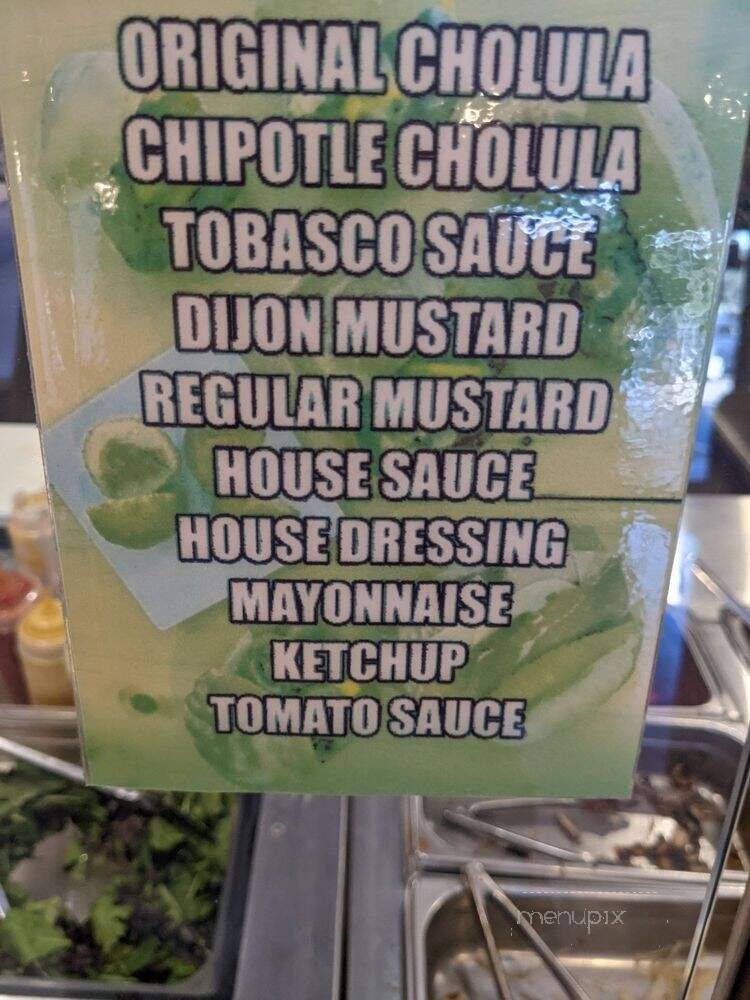 ORIGINAL CHOLULA
CHIPOTLE CHOLULA
TOBASCO SAUCE
DIJON MUSTARD
REGULAR MUSTARD
HOUSE SAUCE
HOUSE DRESSING
MAYONNAISE
KETCHUP
TOMATO SAUCE
menupix